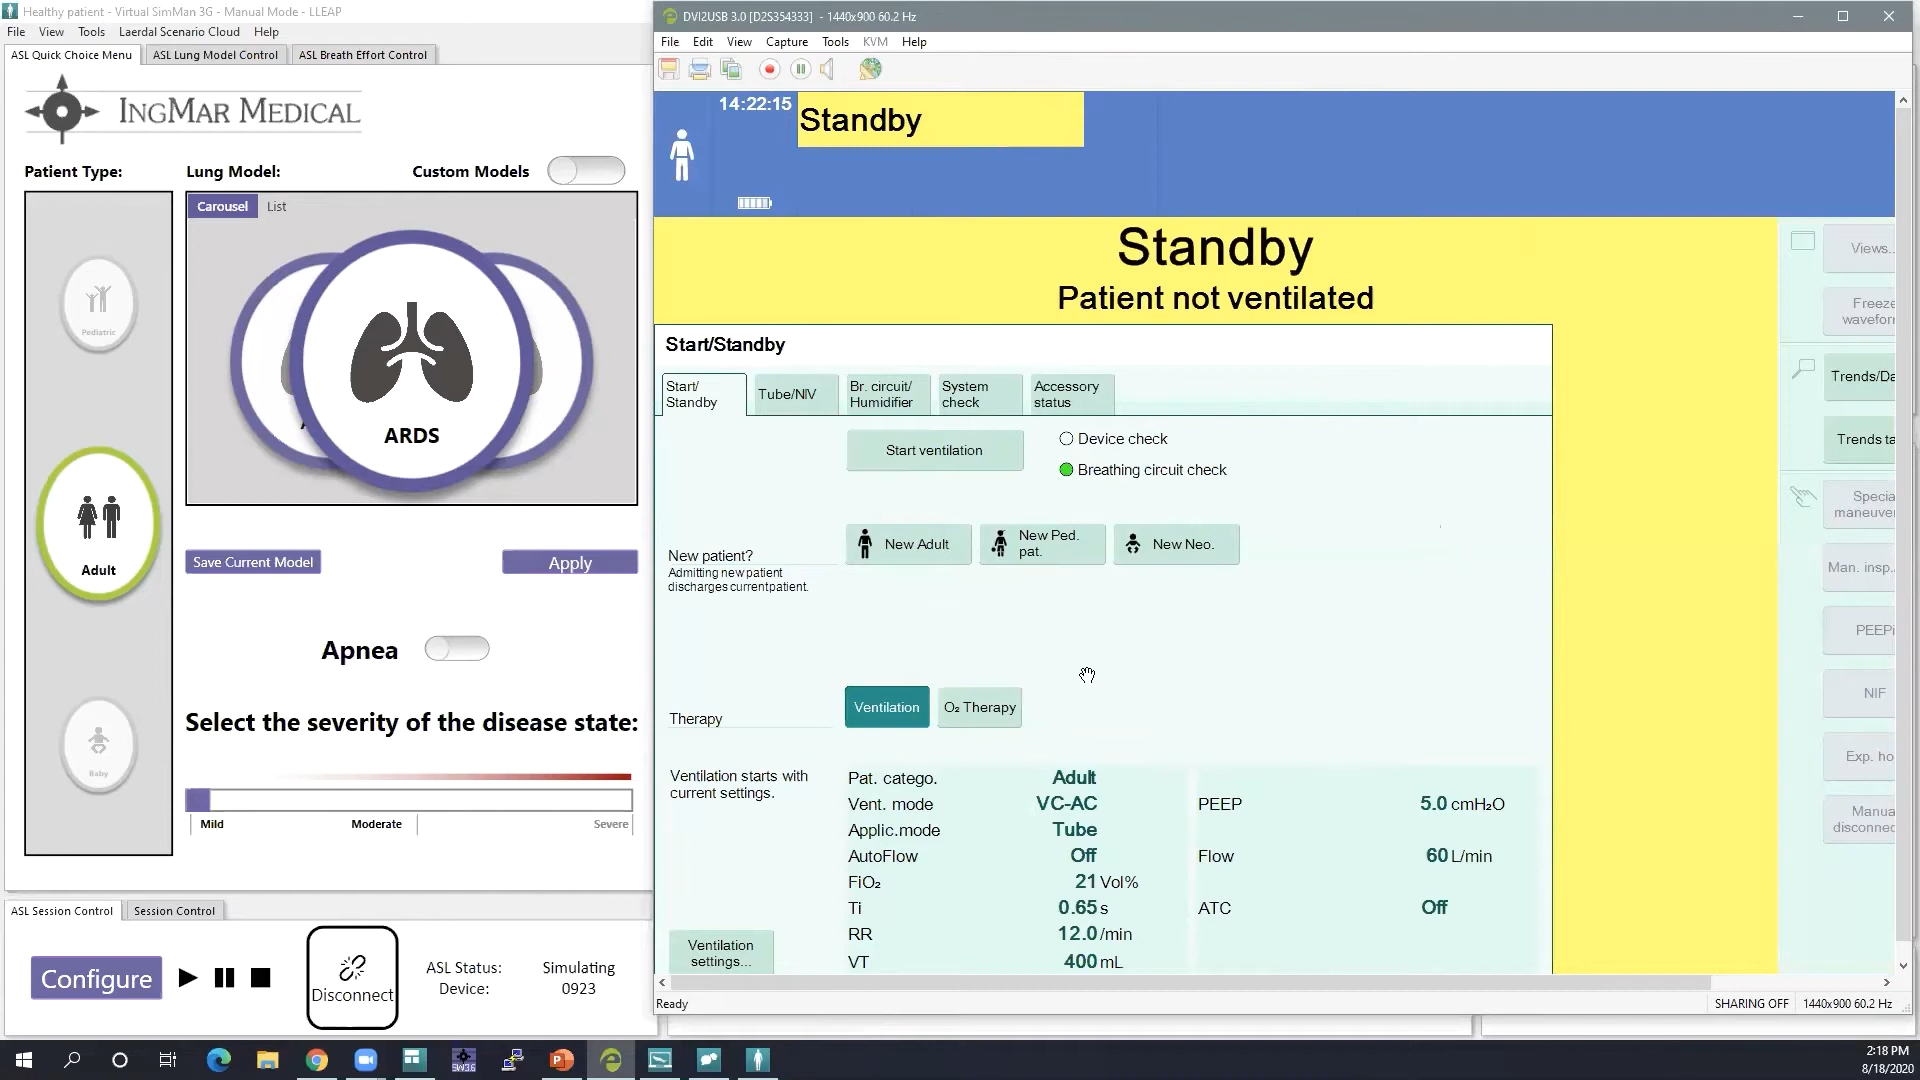 Healthy patient - Virtual SimMan 3G - Manual Mode - LLEAP
File View Tools Laerdal Scenario Cloud Help
ASL Quick Choice Menu ASL Lung Model Control ASL Breath Effort Control
INGMAR MEDICAL
Patient Type: Lung Model: Custom Models
Carousel List
Pediatric
ARDS
Adult
Save Current Model Apply
Apnea
Select the severity of the disease state:
Baby
Mild Moderate Severe
ASL Session Control Session Control
Configure
Disconnect
ASL Status: Simulating
Device: 0923
DVI2USB 3.0 [D2S354333] - 1440x900 60.2 Hz
File Edit View Capture Tools KVM Help
14:22:15 Standby
Standby
Patient not ventilated
Start/Standby
Start/
Standby
Tube/NIV
Br. circuit/
Humidifier
System
check
Accessory
status
Start ventilation
Device check
Breathing circuit check
New patient?
Admitting new patient
discharges current patient.
New Adult
New Ped.
pat.
New Neo.
Therapy
Ventilation O₂ Therapy
Ventilation starts with
current settings.
Pat. catego. Adult
Vent. mode VC-AC PEEP 5.0 cmH₂O
Applic.mode Tube
AutoFlow Off Flow 60 L/min
FiO₂ 21 Vol%
Ti 0.65 s ATC Off
RR 12.0 /min
VT 400 mL
Ventilation
settings...
Views..
Freeze
wavefor
Trends/Da
Trends ta
Specia
maneuve
Man. insp..
PEEPi
NIF
Exp. ho
Manua
disconnec
Ready SHARING OFF 1440x900 60.2 Hz
SW3.6
2:18 PM
8/18/2020